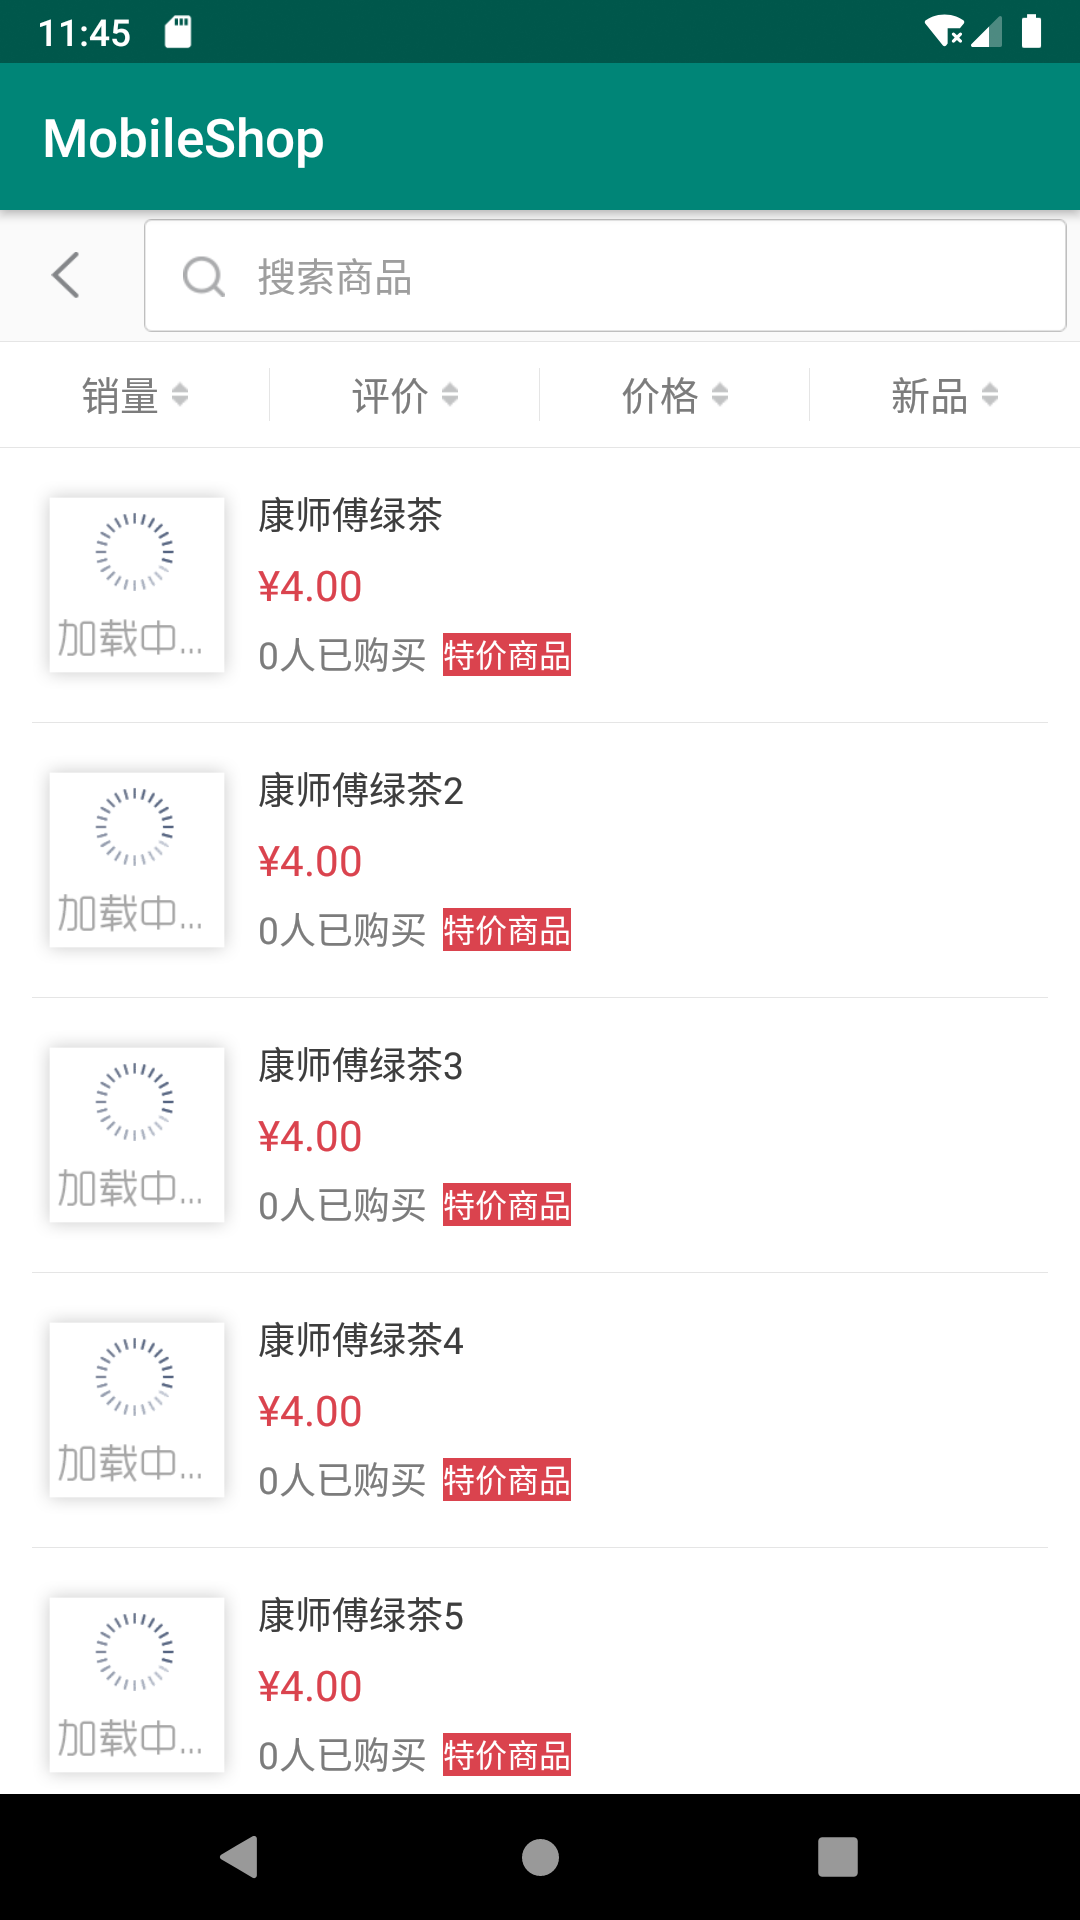 11:45
MobileShop
搜索商品
销量 评价 价格 新品
康师傅绿茶
¥4.00
0人已购买 特价商品
加载中...
康师傅绿茶2
¥4.00
0人已购买 特价商品
加载中...
康师傅绿茶3
¥4.00
0人已购买 特价商品
加载中...
康师傅绿茶4
¥4.00
0人已购买 特价商品
加载中...
康师傅绿茶5
¥4.00
0人已购买 特价商品
加载中...